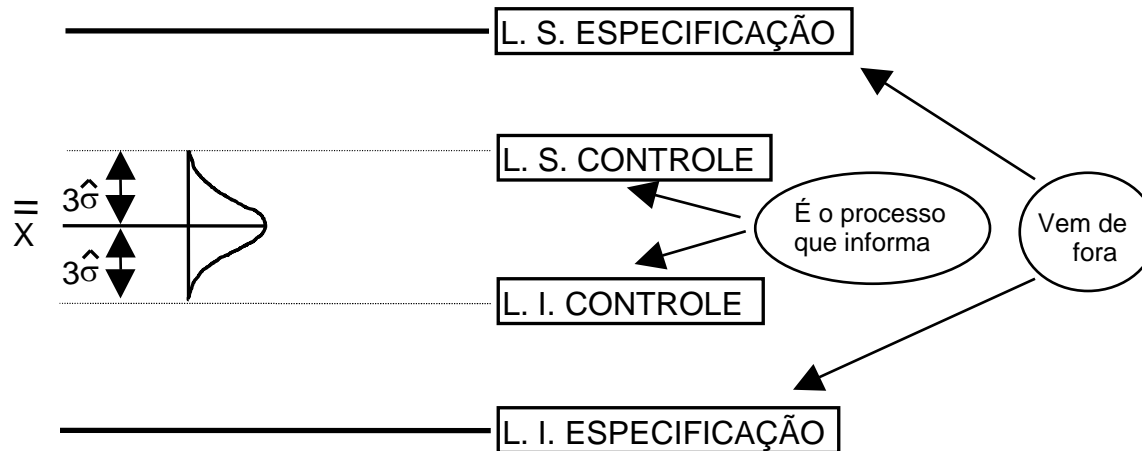 L. S. ESPECIFICAÇÃO
L. S. CONTROLE
3σ̂
X̿
3σ̂
É o processo
que informa
Vem de
fora
L. I. CONTROLE
L. I. ESPECIFICAÇÃO